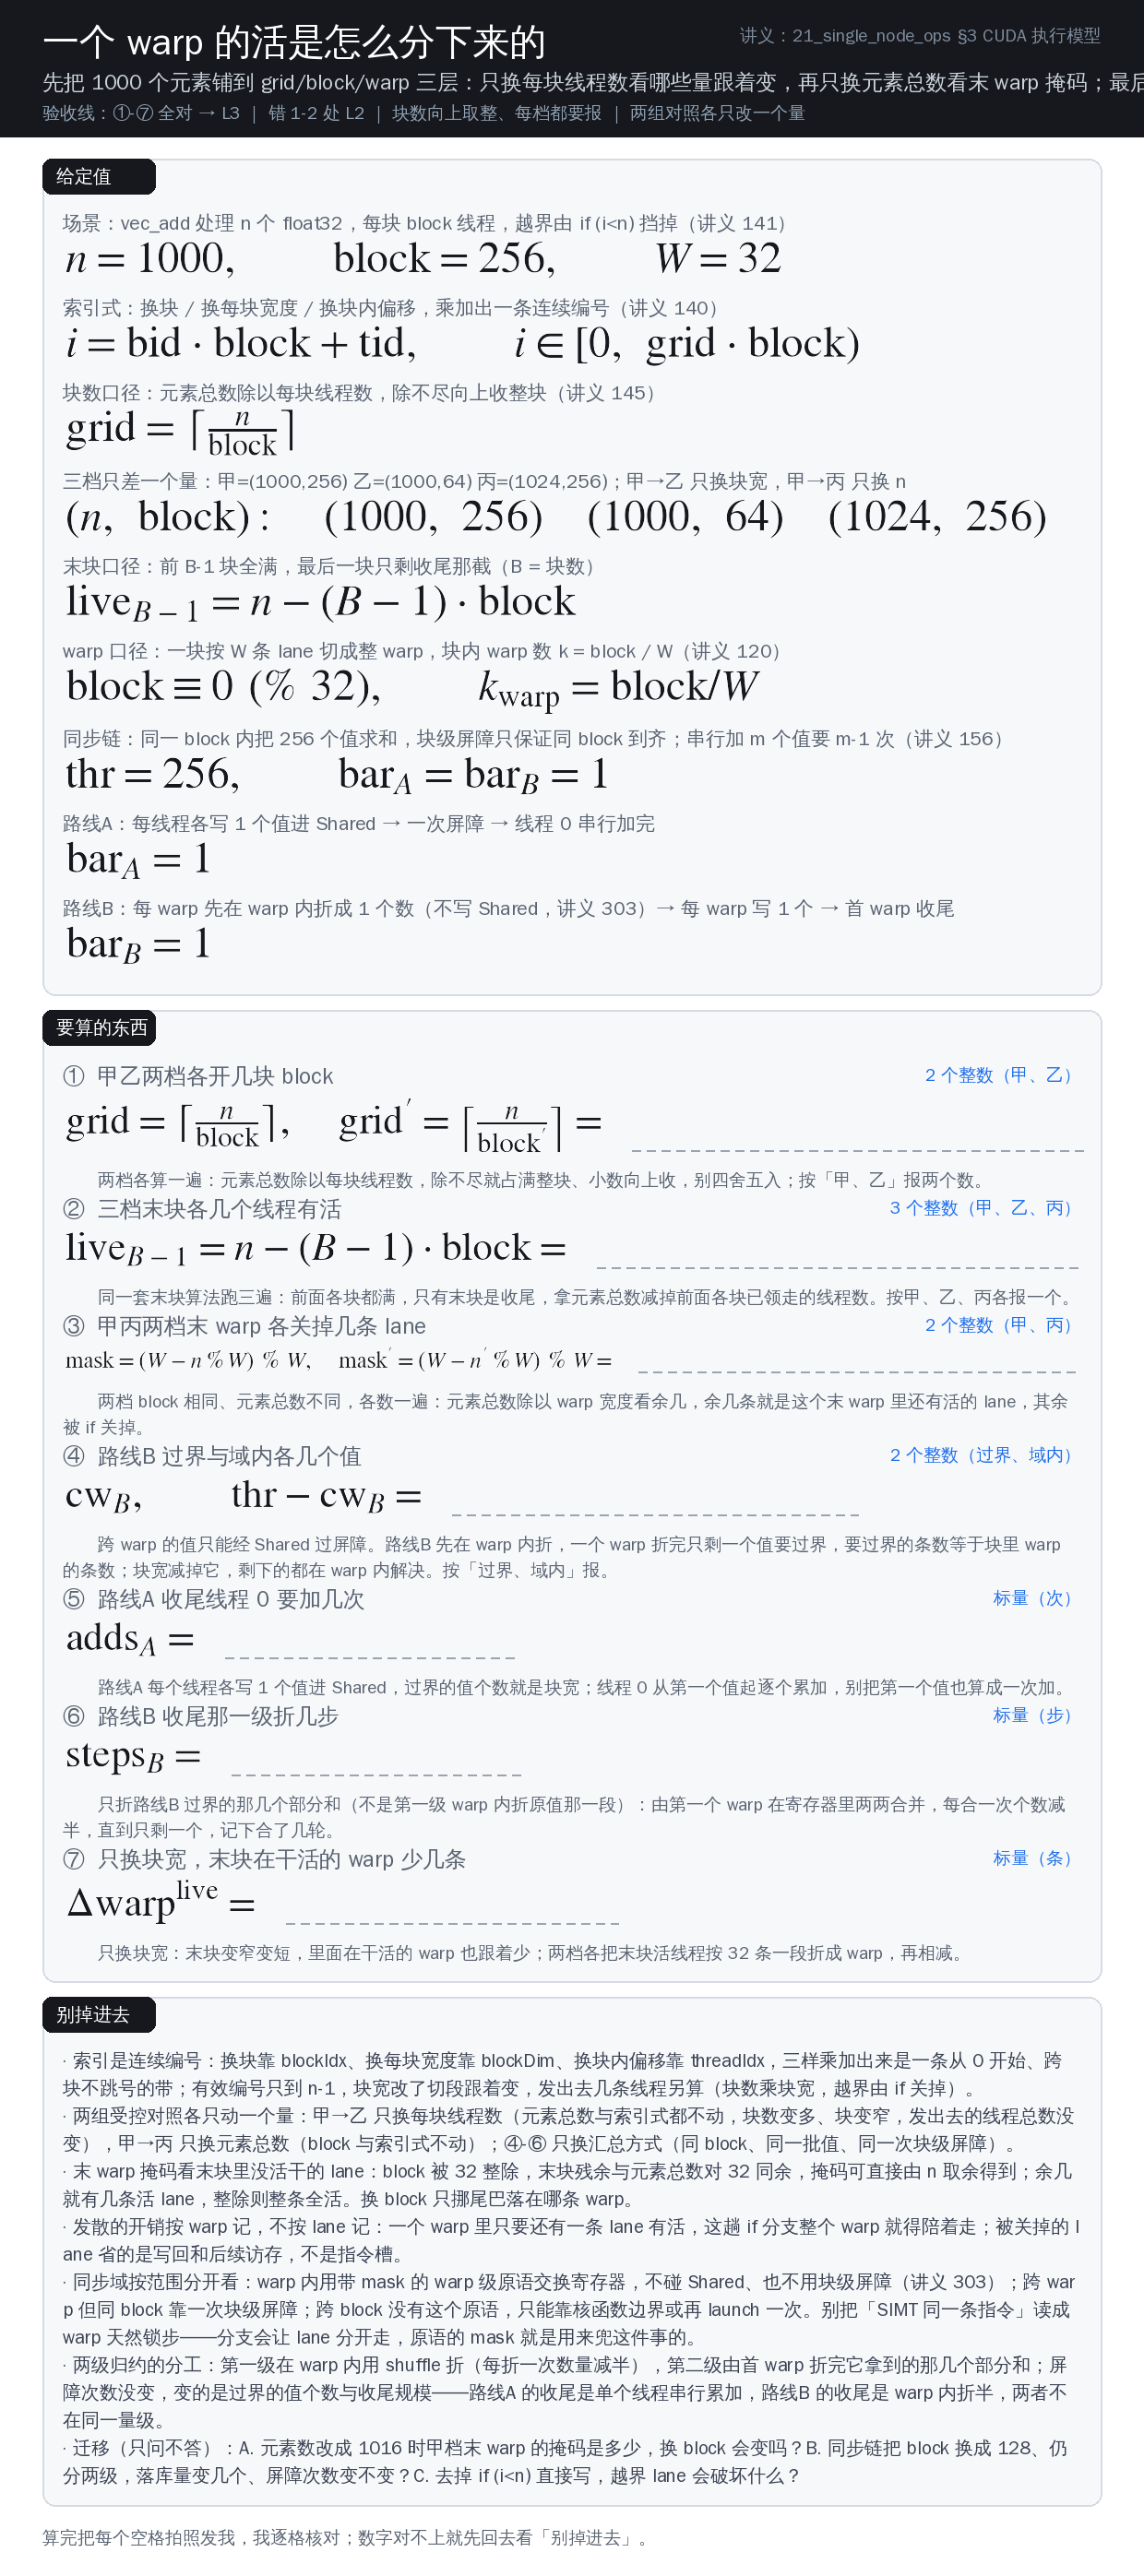 一个 warp 的活是怎么分下来的
讲义：21_single_node_ops §3 CUDA 执行模型
先把 1000 个元素铺到 grid/block/warp 三层：只换每块线程数看哪些量跟着变，再只换元素总数看末 warp 掩码；最后
验收线：①-⑦ 全对 → L3 ｜ 错 1-2 处 L2 ｜ 块数向上取整、每档都要报 ｜ 两组对照各只改一个量
给定值
场景：vec_add 处理 n 个 float32，每块 block 线程，越界由 if (i<n) 挡掉（讲义 141）
n = 1000,  block = 256,  W = 32
索引式：换块 / 换每块宽度 / 换块内偏移，乘加出一条连续编号（讲义 140）
i = bid · block + tid,  i ∈ [0, grid · block)
块数口径：元素总数除以每块线程数，除不尽向上收整块（讲义 145）
grid = ⌈n/block⌉
三档只差一个量：甲=(1000,256) 乙=(1000,64) 丙=(1024,256)；甲→乙 只换块宽，甲→丙 只换 n
(n, block) :  (1000, 256)  (1000, 64)  (1024, 256)
末块口径：前 B-1 块全满，最后一块只剩收尾那截（B = 块数）
live_{B − 1} = n − (B − 1) · block
warp 口径：一块按 W 条 lane 切成整 warp，块内 warp 数 k = block / W（讲义 120）
block ≡ 0 (% 32),  k_warp = block/W
同步链：同一 block 内把 256 个值求和，块级屏障只保证同 block 到齐；串行加 m 个值要 m-1 次（讲义 156）
thr = 256,  bar_A = bar_B = 1
路线A：每线程各写 1 个值进 Shared → 一次屏障 → 线程 0 串行加完
bar_A = 1
路线B：每 warp 先在 warp 内折成 1 个数（不写 Shared，讲义 303）→ 每 warp 写 1 个 → 首 warp 收尾
bar_B = 1
要算的东西
① 甲乙两档各开几块 block
2 个整数（甲、乙）
grid = ⌈n/block⌉,  grid′ = ⌈n/block′⌉ =
两档各算一遍：元素总数除以每块线程数，除不尽就占满整块、小数向上收，别四舍五入；按「甲、乙」报两个数。
② 三档末块各几个线程有活
3 个整数（甲、乙、丙）
live_{B − 1} = n − (B − 1) · block =
同一套末块算法跑三遍：前面各块都满，只有末块是收尾，拿元素总数减掉前面各块已领走的线程数。按甲、乙、丙各报一个。
③ 甲丙两档末 warp 各关掉几条 lane
2 个整数（甲、丙）
mask = (W − n % W) % W,  mask′ = (W − n′ % W) % W =
两档 block 相同、元素总数不同，各数一遍：元素总数除以 warp 宽度看余几，余几条就是这个末 warp 里还有活的 lane，其余
被 if 关掉。
④ 路线B 过界与域内各几个值
2 个整数（过界、域内）
cw_B,  thr − cw_B =
跨 warp 的值只能经 Shared 过屏障。路线B 先在 warp 内折，一个 warp 折完只剩一个值要过界，要过界的条数等于块里 warp
的条数；块宽减掉它，剩下的都在 warp 内解决。按「过界、域内」报。
⑤ 路线A 收尾线程 0 要加几次
标量（次）
adds_A =
路线A 每个线程各写 1 个值进 Shared，过界的值个数就是块宽；线程 0 从第一个值起逐个累加，别把第一个值也算成一次加。
⑥ 路线B 收尾那一级折几步
标量（步）
steps_B =
只折路线B 过界的那几个部分和（不是第一级 warp 内折原值那一段）：由第一个 warp 在寄存器里两两合并，每合一次个数减
半，直到只剩一个，记下合了几轮。
⑦ 只换块宽，末块在干活的 warp 少几条
标量（条）
Δwarp^live =
只换块宽：末块变窄变短，里面在干活的 warp 也跟着少；两档各把末块活线程按 32 条一段折成 warp，再相减。
别掉进去
· 索引是连续编号：换块靠 blockIdx、换每块宽度靠 blockDim、换块内偏移靠 threadIdx，三样乘加出来是一条从 0 开始、跨
块不跳号的带；有效编号只到 n-1，块宽改了切段跟着变，发出去几条线程另算（块数乘块宽，越界由 if 关掉）。
· 两组受控对照各只动一个量：甲→乙 只换每块线程数（元素总数与索引式都不动，块数变多、块变窄，发出去的线程总数没
变），甲→丙 只换元素总数（block 与索引式不动）；④-⑥ 只换汇总方式（同 block、同一批值、同一次块级屏障）。
· 末 warp 掩码看末块里没活干的 lane：block 被 32 整除，末块残余与元素总数对 32 同余，掩码可直接由 n 取余得到；余几
就有几条活 lane，整除则整条全活。换 block 只挪尾巴落在哪条 warp。
· 发散的开销按 warp 记，不按 lane 记：一个 warp 里只要还有一条 lane 有活，这趟 if 分支整个 warp 就得陪着走；被关掉的 l
ane 省的是写回和后续访存，不是指令槽。
· 同步域按范围分开看：warp 内用带 mask 的 warp 级原语交换寄存器，不碰 Shared、也不用块级屏障（讲义 303）；跨 war
p 但同 block 靠一次块级屏障；跨 block 没有这个原语，只能靠核函数边界或再 launch 一次。别把「SIMT 同一条指令」读成
warp 天然锁步——分支会让 lane 分开走，原语的 mask 就是用来兜这件事的。
· 两级归约的分工：第一级在 warp 内用 shuffle 折（每折一次数量减半），第二级由首 warp 折完它拿到的那几个部分和；屏
障次数没变，变的是过界的值个数与收尾规模——路线A 的收尾是单个线程串行累加，路线B 的收尾是 warp 内折半，两者不
在同一量级。
· 迁移（只问不答）：A. 元素数改成 1016 时甲档末 warp 的掩码是多少，换 block 会变吗？B. 同步链把 block 换成 128、仍
分两级，落库量变几个、屏障次数变不变？C. 去掉 if (i<n) 直接写，越界 lane 会破坏什么？
算完把每个空格拍照发我，我逐格核对；数字对不上就先回去看「别掉进去」。